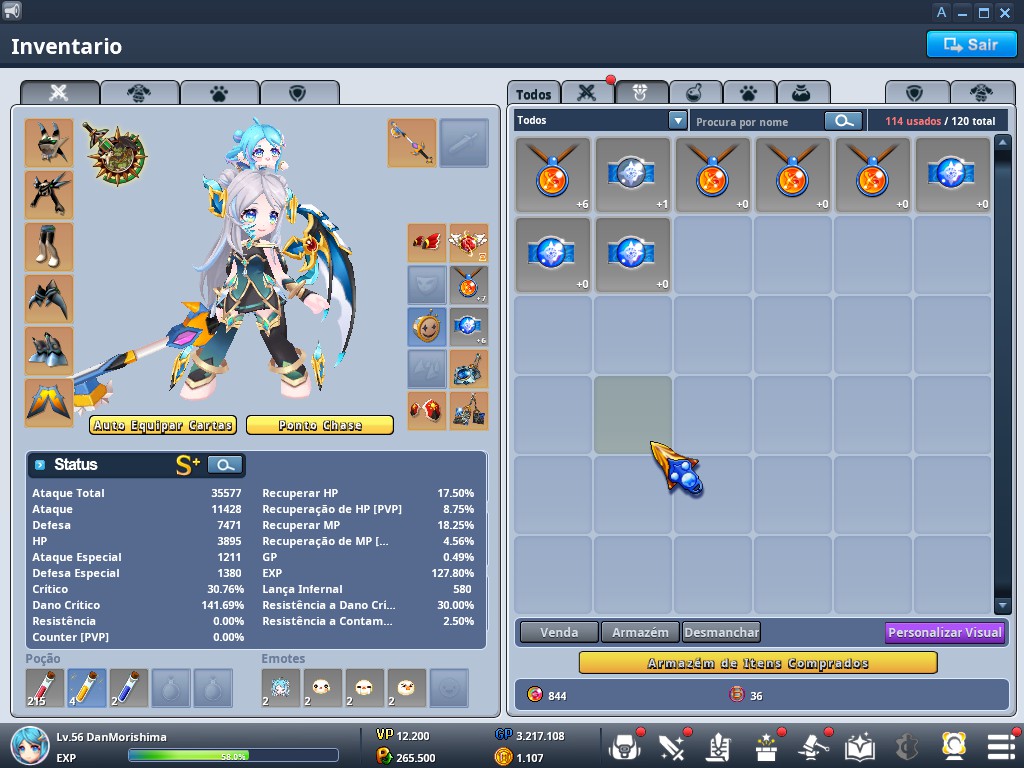 A
Inventario
Sair
Todos
Todos
Procura por nome
114 usados / 120 total
+6
+1
+0
+0
+0
+0
+0
+0
+7
+6
Auto Equipar Cartas
Ponto Chase
Status
S+
Ataque Total 35577
Ataque 11428
Defesa 7471
HP 3895
Ataque Especial 1211
Defesa Especial 1380
Crítico 30.76%
Dano Crítico 141.69%
Resistência 0.00%
Counter [PVP] 0.00%
Recuperar HP 17.50%
Recuperação de HP [PVP] 8.75%
Recuperar MP 18.25%
Recuperação de MP [... 4.56%
GP 0.49%
EXP 127.80%
Lança Infernal 580
Resistência a Dano Crí... 30.00%
Resistência a Contam... 2.50%
Poção
215
4
2
Emotes
2
2
2
2
Venda
Armazém
Desmanchar
Personalizar Visual
Armazém de Itens Comprados
844
36
Lv.56 DanMorishima
EXP
58.0%
VP 12.200
265.500
GP 3.217.108
1.107